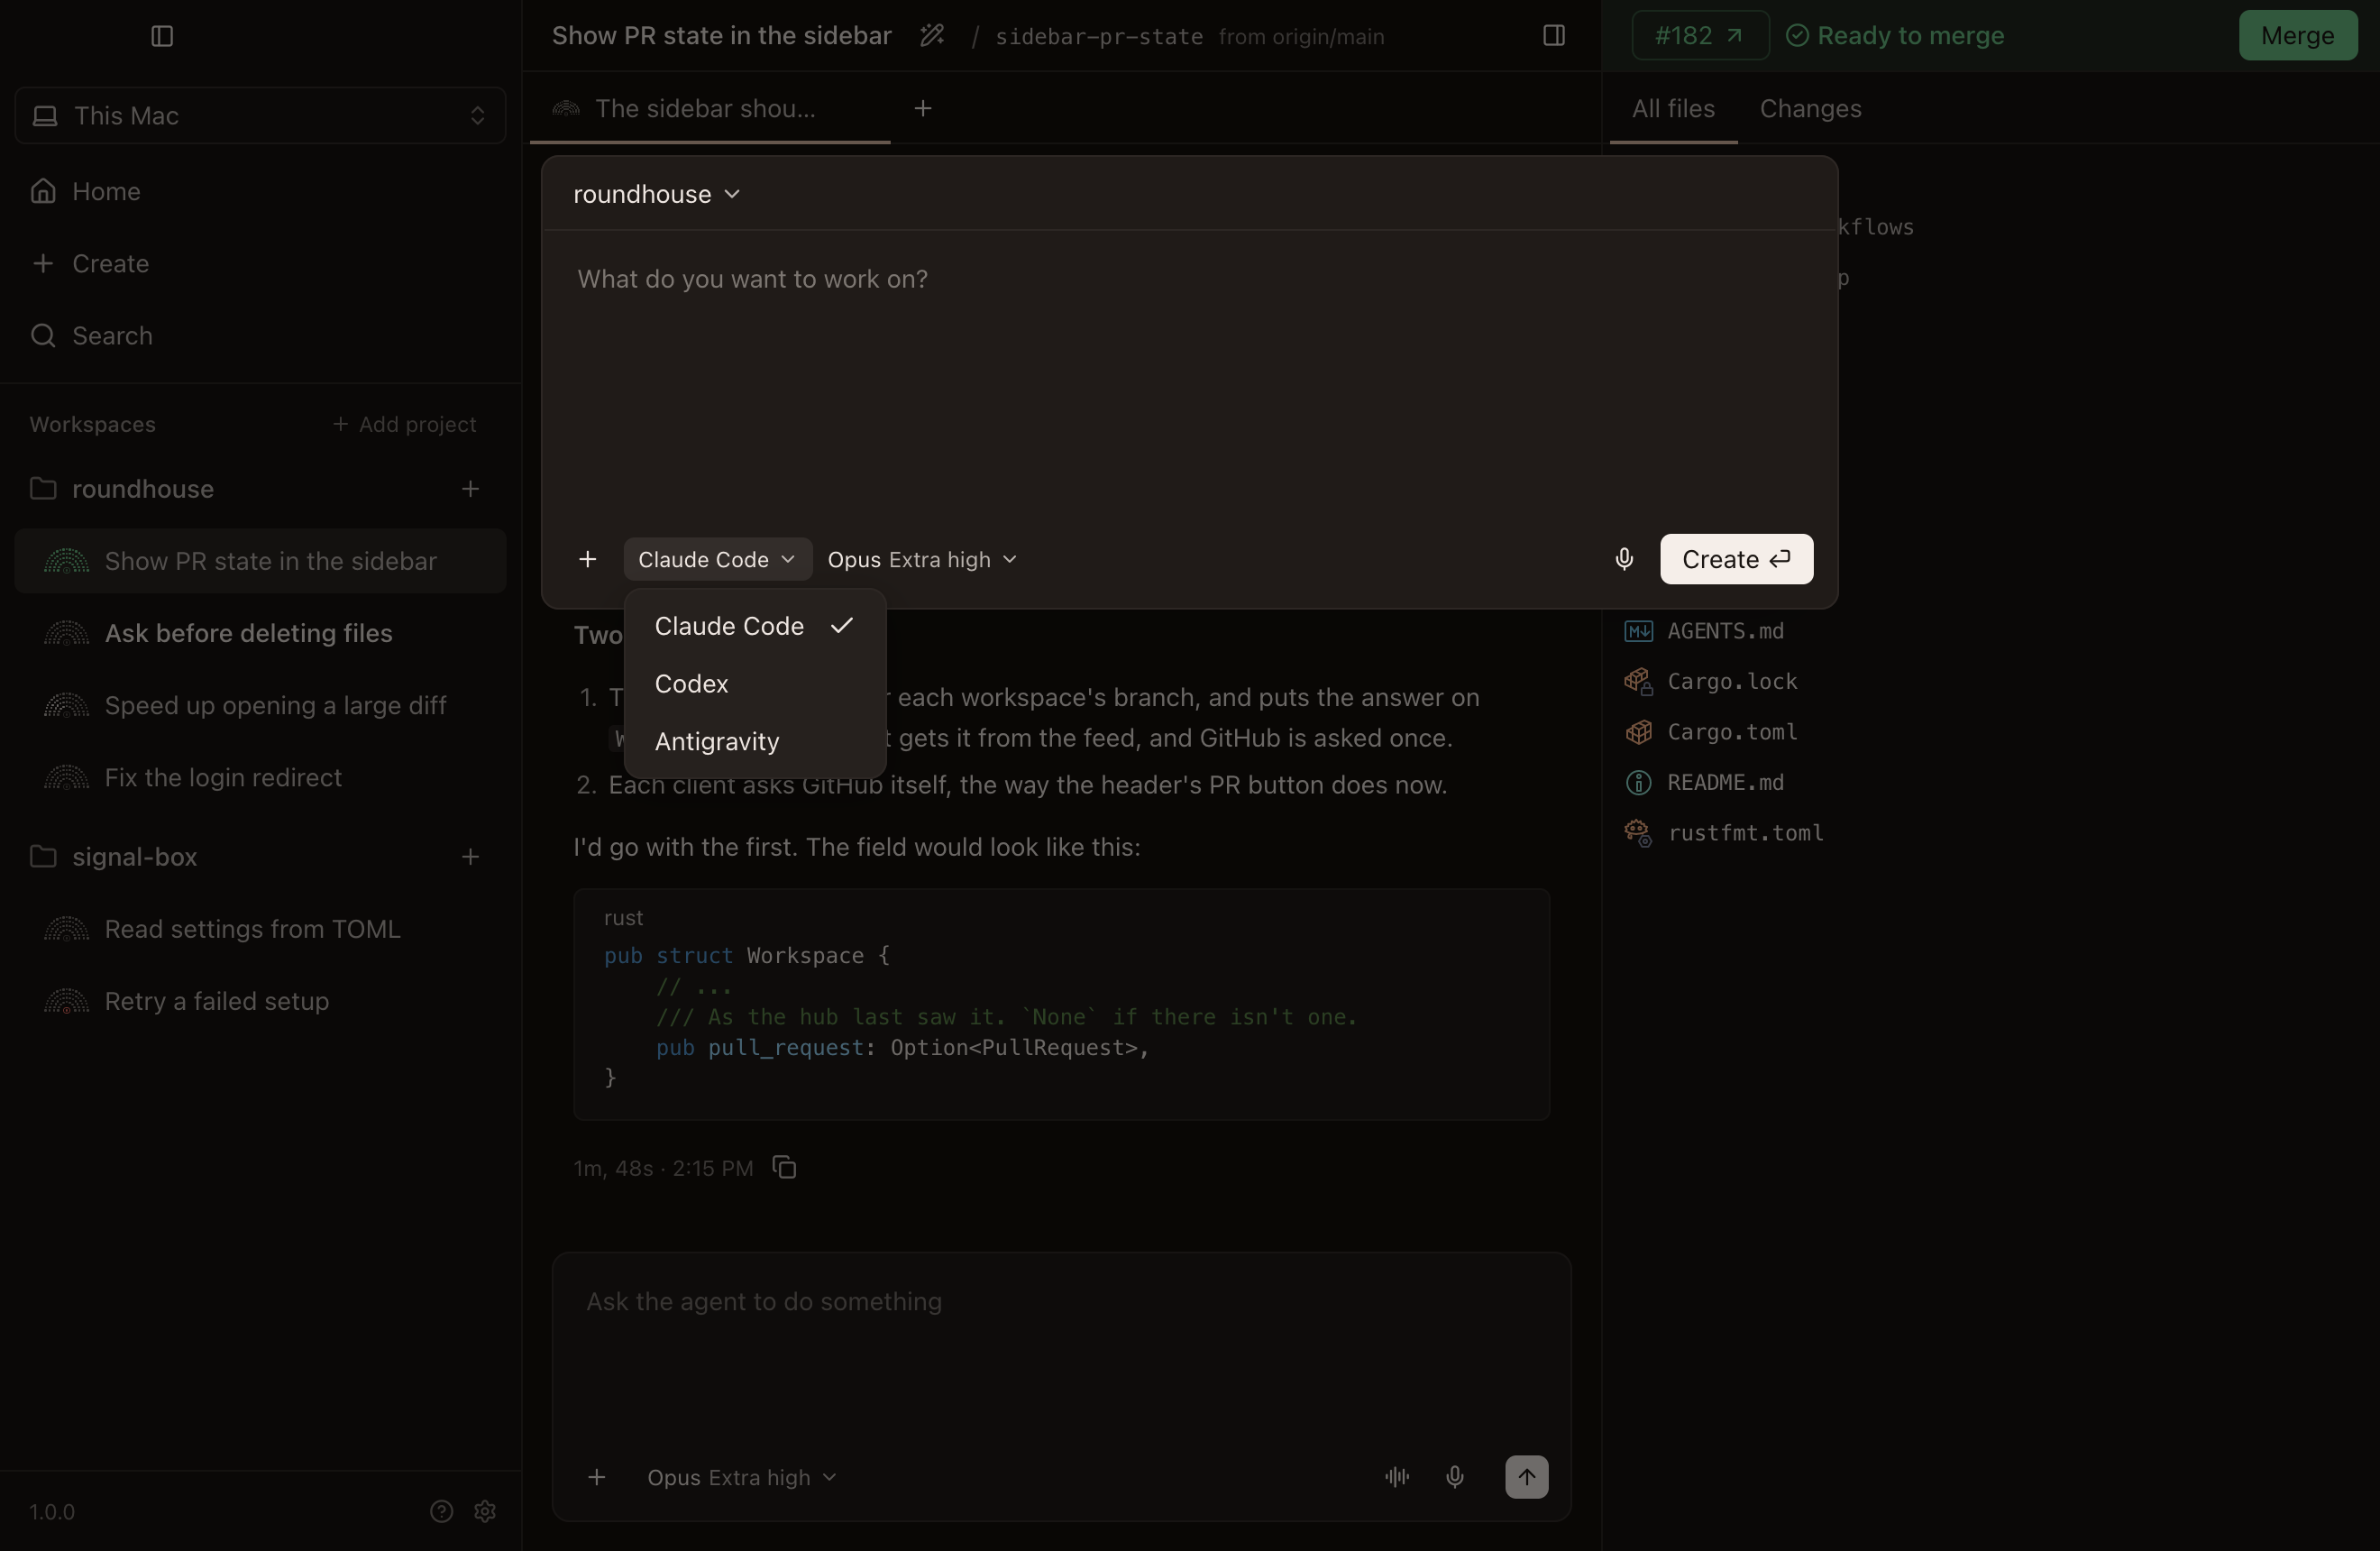 Show PR state in the sidebar / sidebar-pr-state from origin/main
#182 Ready to merge Merge
This Mac
The sidebar shou...
All files Changes
Home
Create
Search
Workspaces Add project
roundhouse
Show PR state in the sidebar
Ask before deleting files
Speed up opening a large diff
Fix the login redirect
signal-box
Read settings from TOML
Retry a failed setup
1.0.0
roundhouse
What do you want to work on?
Claude Code Opus Extra high Create
Claude Code
Codex
Antigravity
Two
1. each workspace's branch, and puts the answer on
gets it from the feed, and GitHub is asked once.
2. Each client asks GitHub itself, the way the header's PR button does now.
I'd go with the first. The field would look like this:
rust
pub struct Workspace {
// ...
/// As the hub last saw it. `None` if there isn't one.
pub pull_request: Option<PullRequest>,
}
1m, 48s · 2:15 PM
Ask the agent to do something
Opus Extra high
kflows
p
AGENTS.md
Cargo.lock
Cargo.toml
README.md
rustfmt.toml